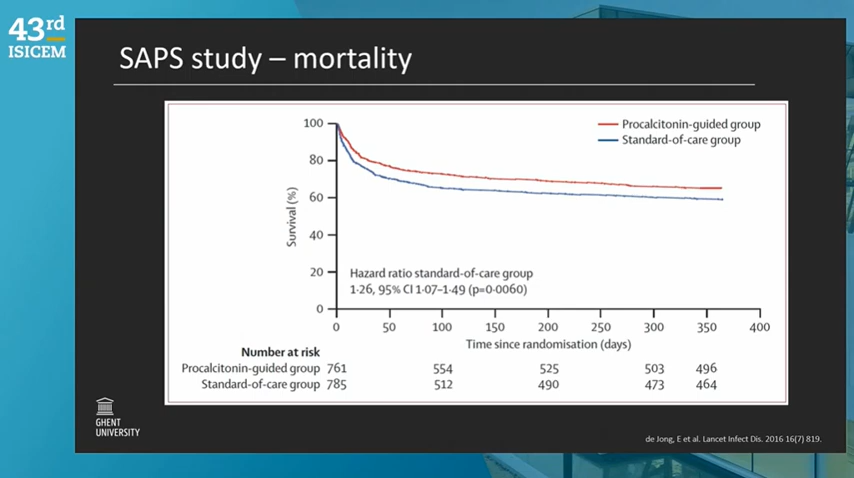 43rd
ISICEM
SAPS study – mortality
100
80
60
40
20
0
Survival (%)
Procalcitonin-guided group
Standard-of-care group
Hazard ratio standard-of-care group
1·26, 95% CI 1·07–1·49 (p=0·0060)
0 50 100 150 200 250 300 350 400
Time since randomisation (days)
Number at risk
Procalcitonin-guided group 761 554 525 503 496
Standard-of-care group 785 512 490 473 464
GHENT
UNIVERSITY
de Jong, E et al. Lancet Infect Dis. 2016 16(7) 819.